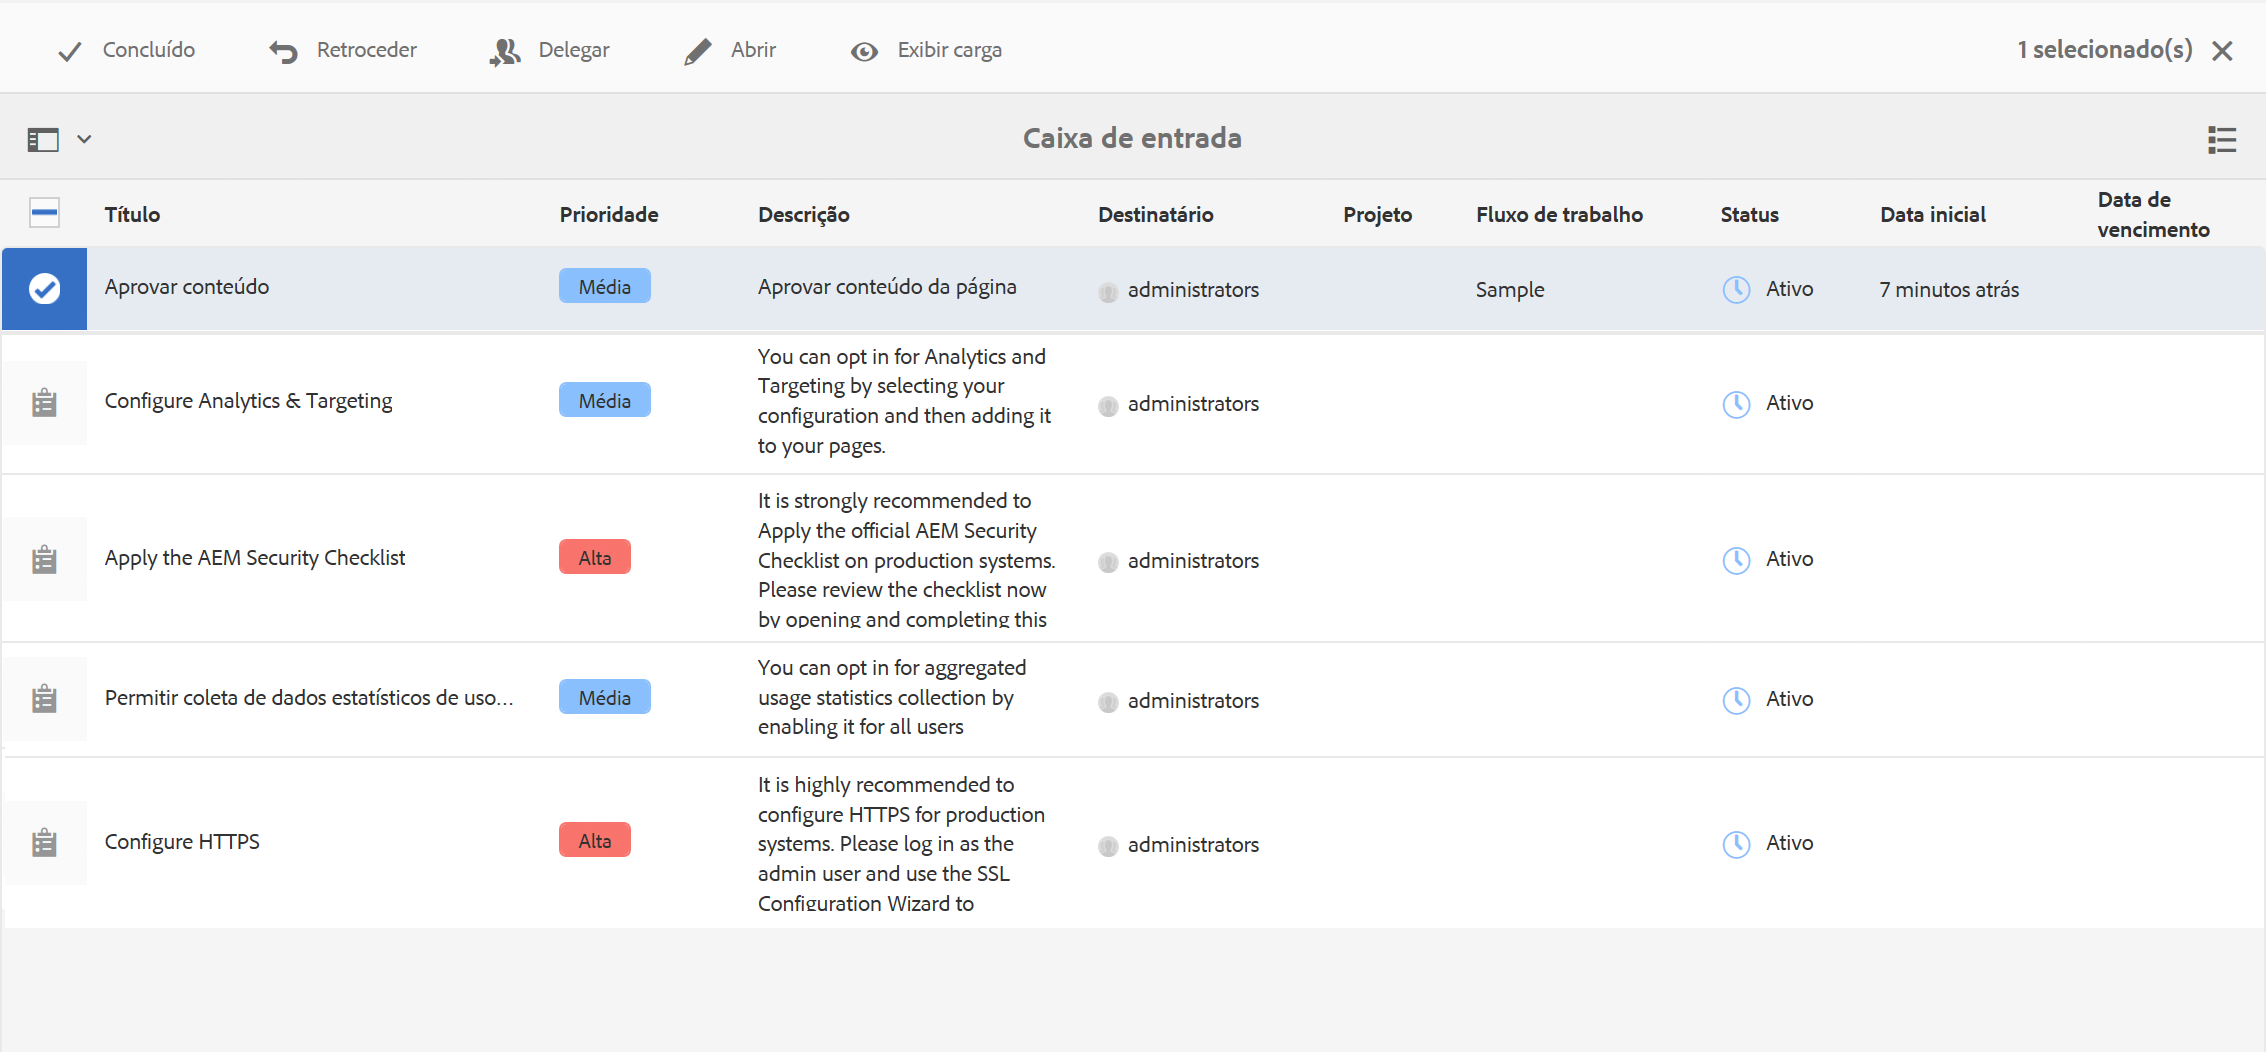 Concluído Retroceder Delegar Abrir Exibir carga 1 selecionado(s)
Caixa de entrada
Título Prioridade Descrição Destinatário Projeto Fluxo de trabalho Status Data inicial Data de
vencimento
Aprovar conteúdo Média Aprovar conteúdo da página administrators Sample Ativo 7 minutos atrás
You can opt in for Analytics and
Targeting by selecting your
Configure Analytics & Targeting Média configuration and then adding it administrators Ativo
to your pages.
It is strongly recommended to
Apply the official AEM Security
Apply the AEM Security Checklist Alta Checklist on production systems. administrators Ativo
Please review the checklist now
by opening and completing this
You can opt in for aggregated
Permitir coleta de dados estatísticos de uso... Média usage statistics collection by administrators Ativo
enabling it for all users
It is highly recommended to
configure HTTPS for production
Configure HTTPS Alta systems. Please log in as the administrators Ativo
admin user and use the SSL
Configuration Wizard to